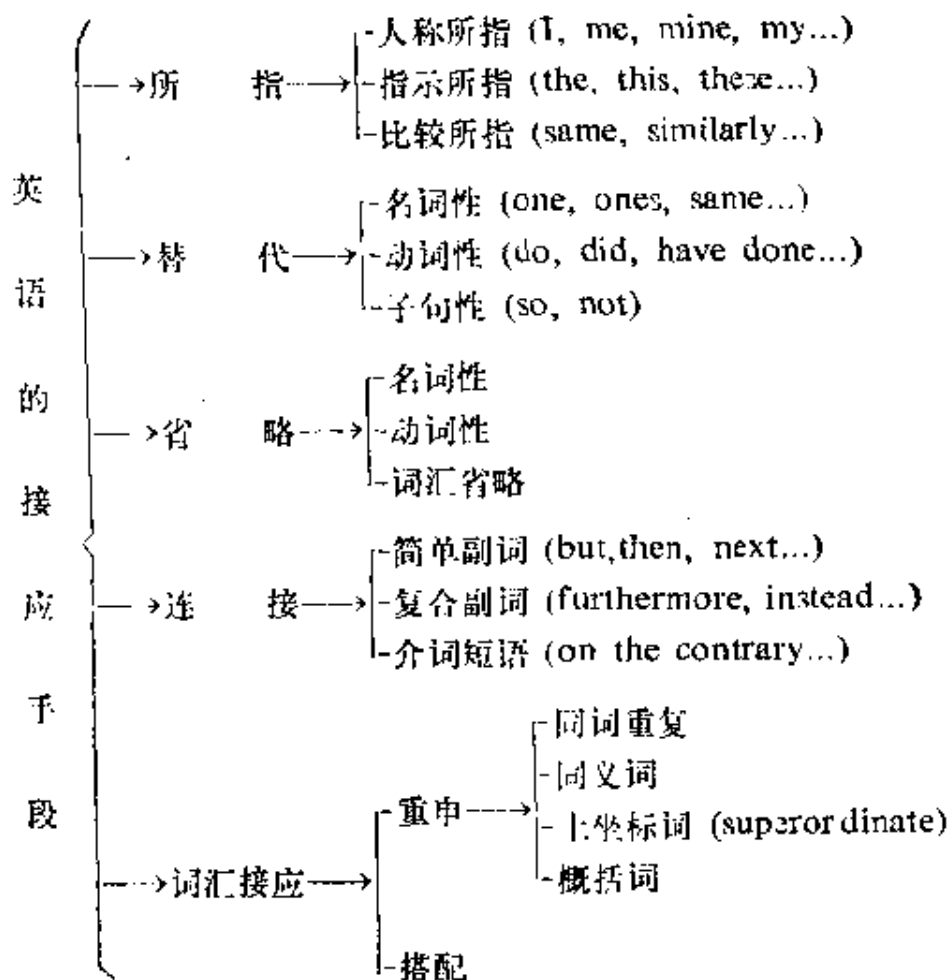 英语的接应手段
所指
人称所指 (I, me, mine, my...)
指示所指 (the, this, there...)
比较所指 (same, similarly...)
替代
名词性 (one, ones, same...)
动词性 (do, did, have done...)
子句性 (so, not)
省略
名词性
动词性
词汇省略
连接
简单副词 (but,then, next...)
复合副词 (furthermore, instead...)
介词短语 (on the contrary...)
词汇接应
重申
同词重复
同义词
上坐标词 (superordinate)
概括词
搭配